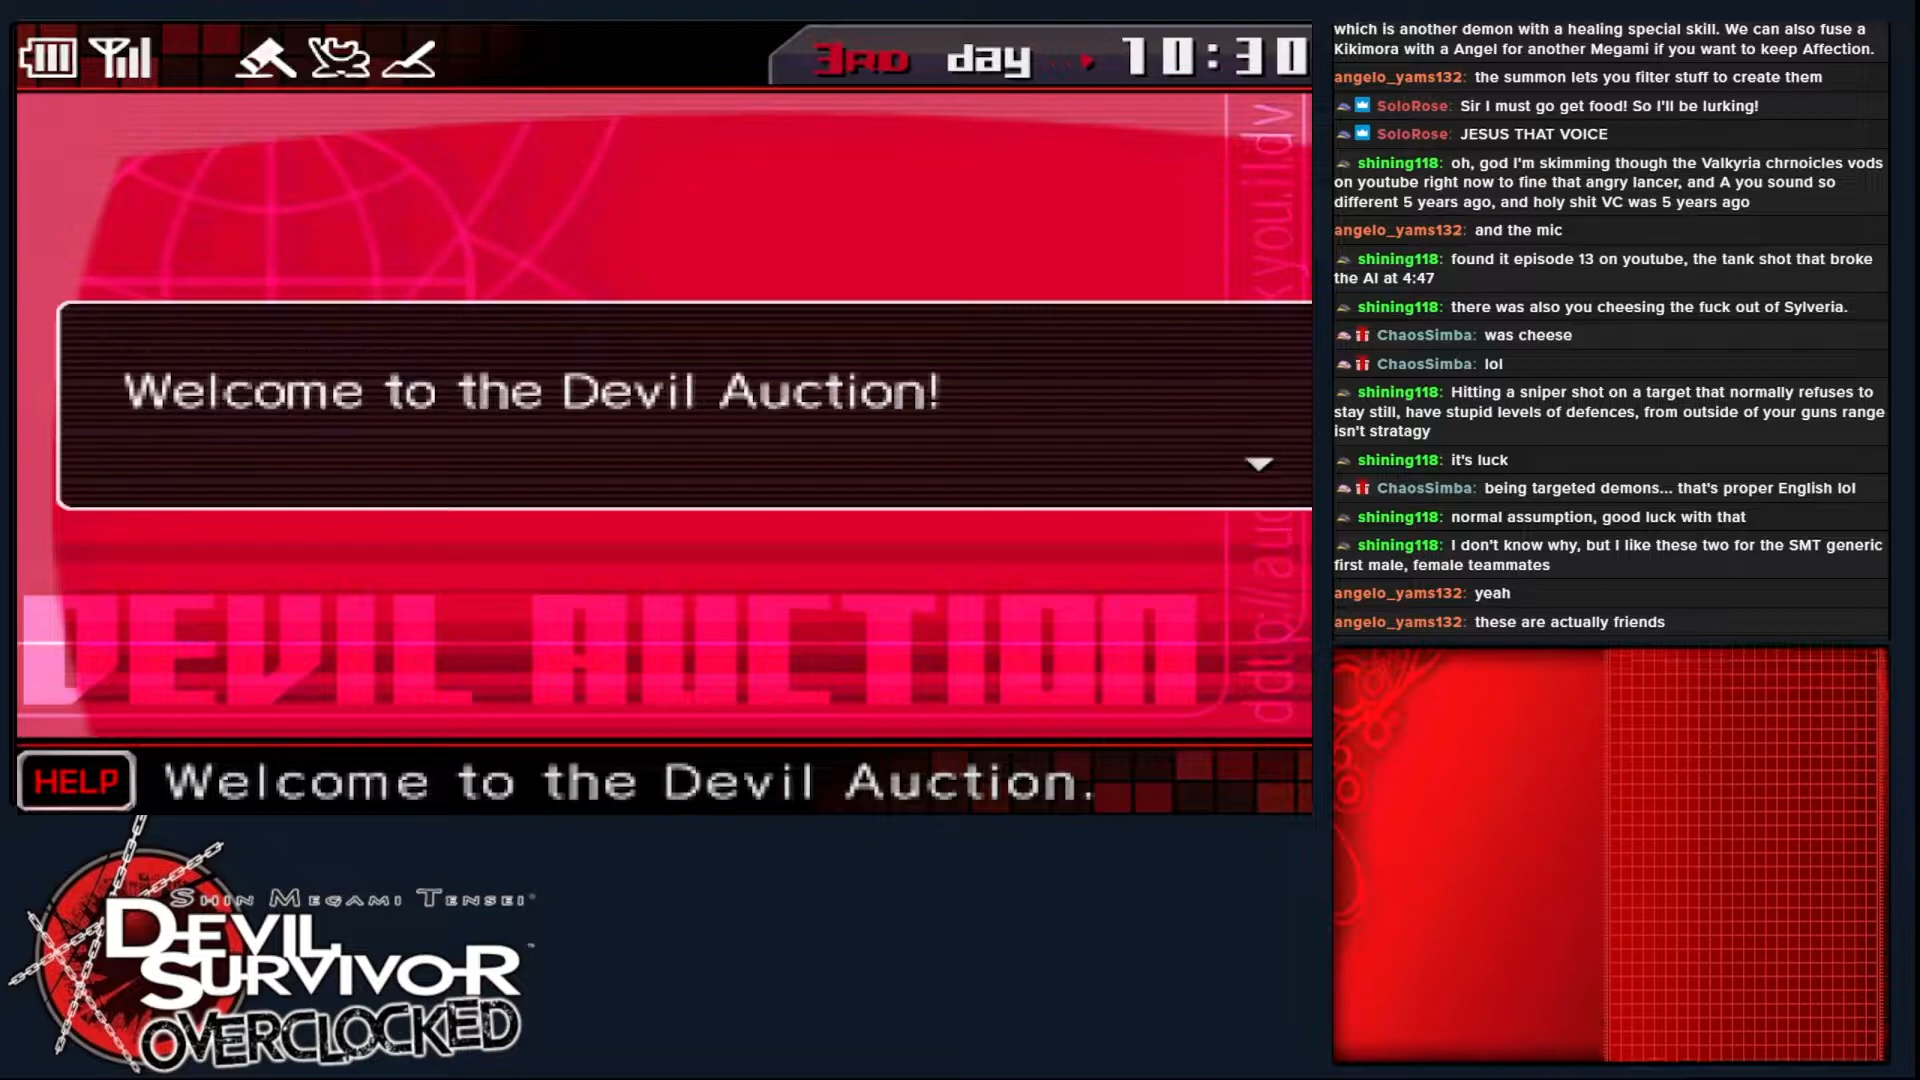 3RD day 10:30
Welcome to the Devil Auction!
DEVIL AUCTION
HELP Welcome to the Devil Auction.
SHIN MEGAMI TENSEI
DEVIL
SURVIVOR
OVERCLOCKED
which is another demon with a healing special skill. We can also fuse a
Kikimora with a Angel for another Megami if you want to keep Affection.
angelo_yams132: the summon lets you filter stuff to create them
SoloRose: Sir I must go get food! So I'll be lurking!
SoloRose: JESUS THAT VOICE
shining118: oh, god I'm skimming though the Valkyria chrnoicles vods
on youtube right now to fine that angry lancer, and A you sound so
different 5 years ago, and holy shit VC was 5 years ago
angelo_yams132: and the mic
shining118: found it episode 13 on youtube, the tank shot that broke
the AI at 4:47
shining118: there was also you cheesing the fuck out of Sylveria.
ChaosSimba: was cheese
ChaosSimba: lol
shining118: Hitting a sniper shot on a target that normally refuses to
stay still, have stupid levels of defences, from outside of your guns range
isn't stratagy
shining118: it's luck
ChaosSimba: being targeted demons... that's proper English lol
shining118: normal assumption, good luck with that
shining118: I don't know why, but I like these two for the SMT generic
first male, female teammates
angelo_yams132: yeah
angelo_yams132: these are actually friends